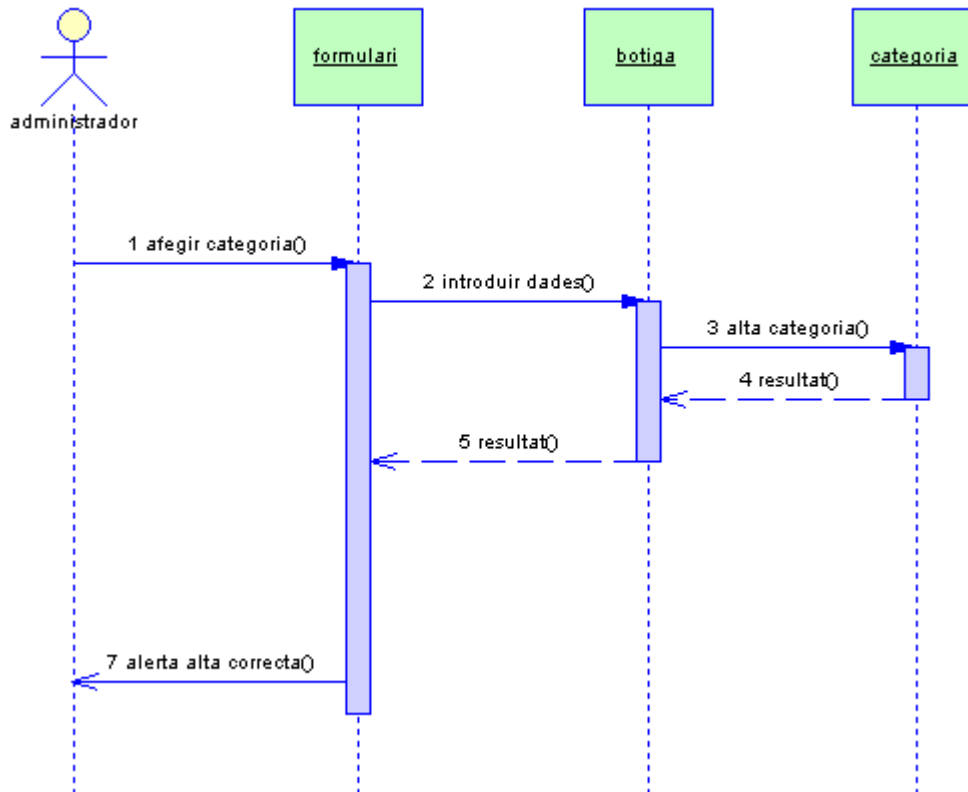 formulari
botiga
categoria
administrador
1 afegir categoria()
2 introduir dades()
3 alta categoria()
4 resultat()
5 resultat()
7 alerta alta correcta()